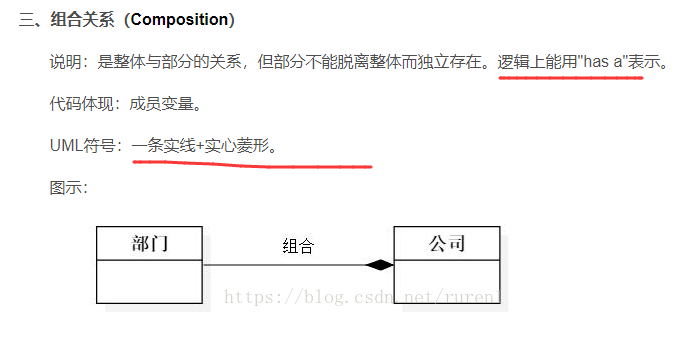 三、组合关系（Composition）
说明：是整体与部分的关系，但部分不能脱离整体而独立存在。逻辑上能用"has a"表示。
代码体现：成员变量。
UML符号：一条实线+实心菱形。
图示：
部门 组合 公司
https://blog.csdn.net/ruren1